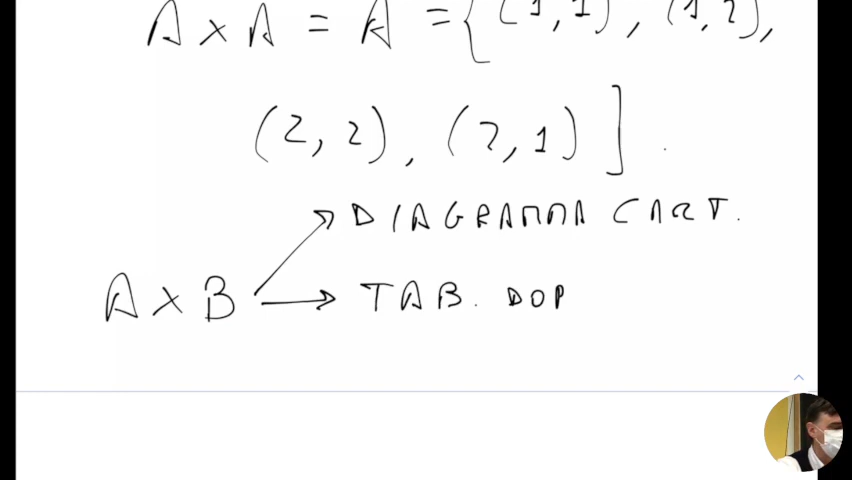 A × A = A = { (1,1), (1,2),
(2,2), (2,1) ] .
DIAGRAMMA CART.
A × B → TAB. DOP